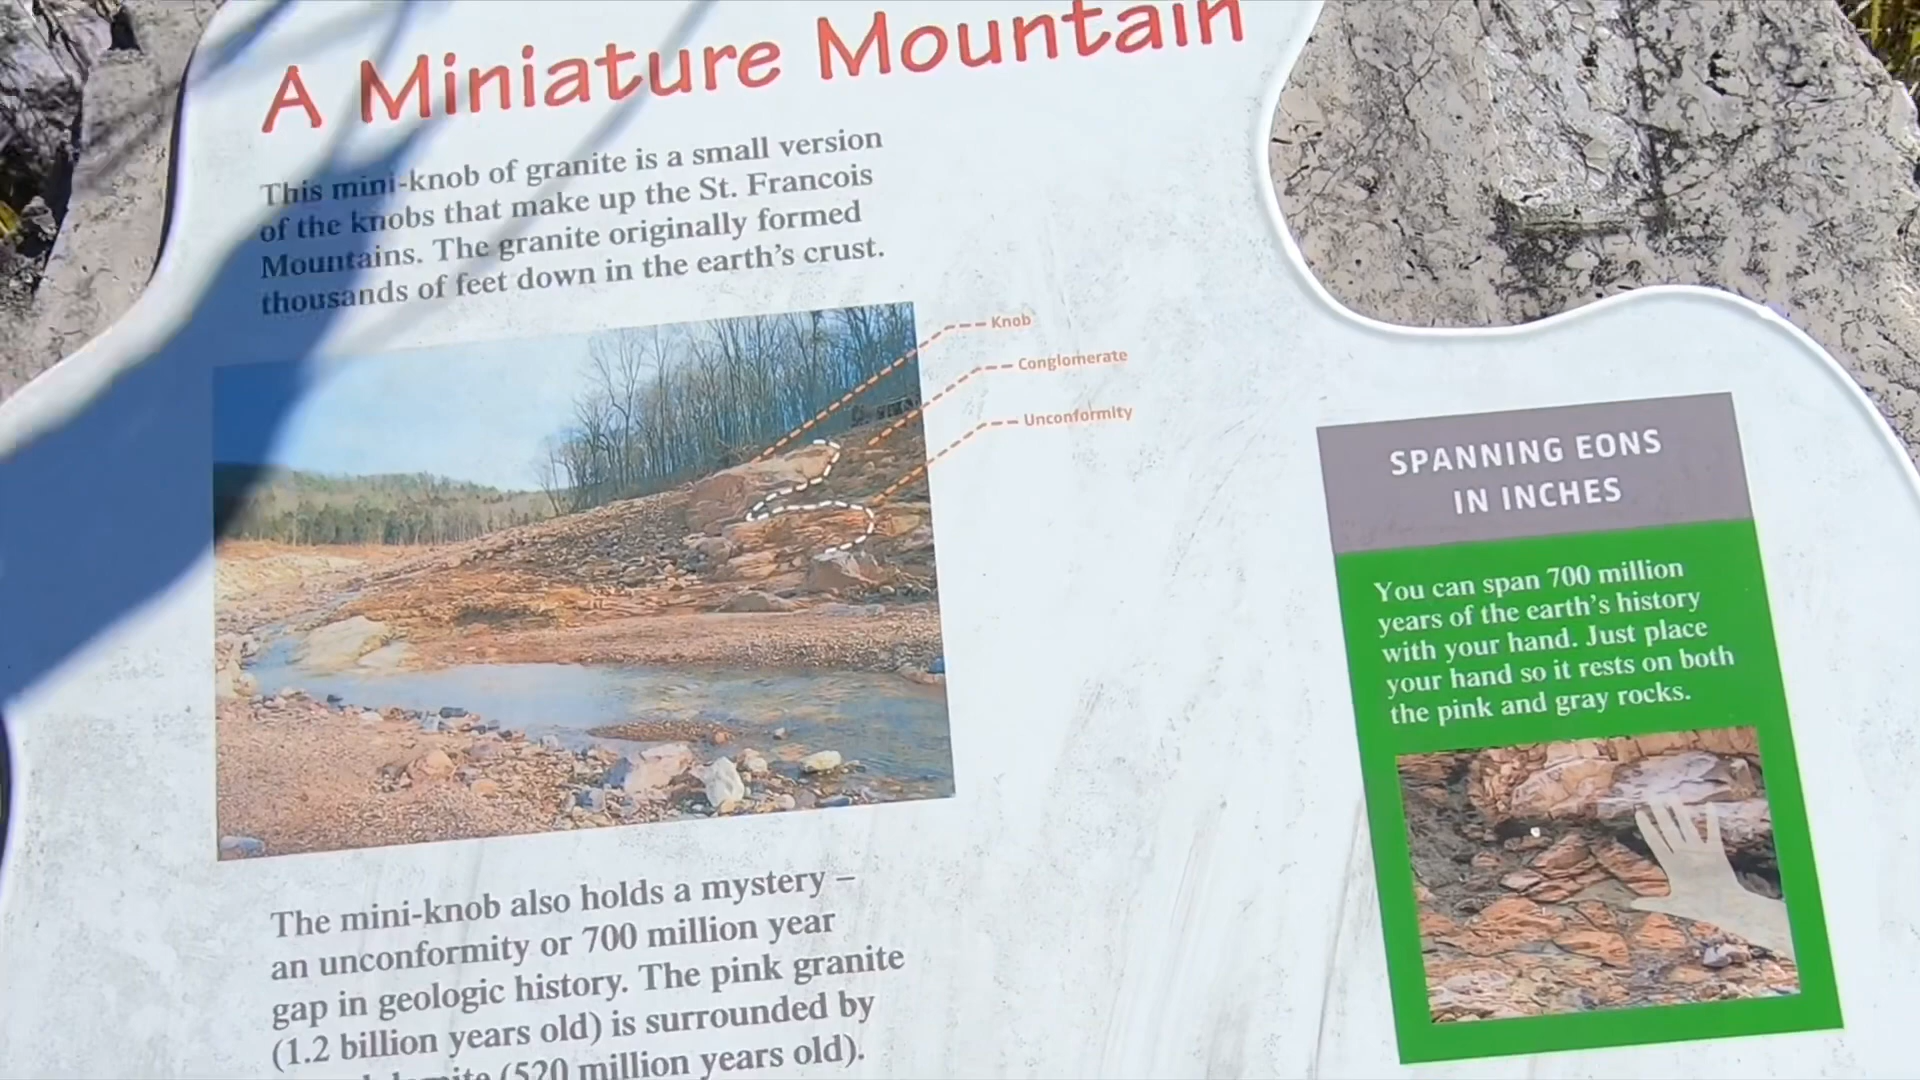 A Miniature Mountain
This mini-knob of granite is a small version
of the knobs that make up the St. Francois
Mountains. The granite originally formed
thousands of feet down in the earth's crust.
Knob
Conglomerate
Unconformity
The mini-knob also holds a mystery –
an unconformity or 700 million year
gap in geologic history. The pink granite
(1.2 billion years old) is surrounded by
(520 million years old).
SPANNING EONS
IN INCHES
You can span 700 million
years of the earth's history
with your hand. Just place
your hand so it rests on both
the pink and gray rocks.